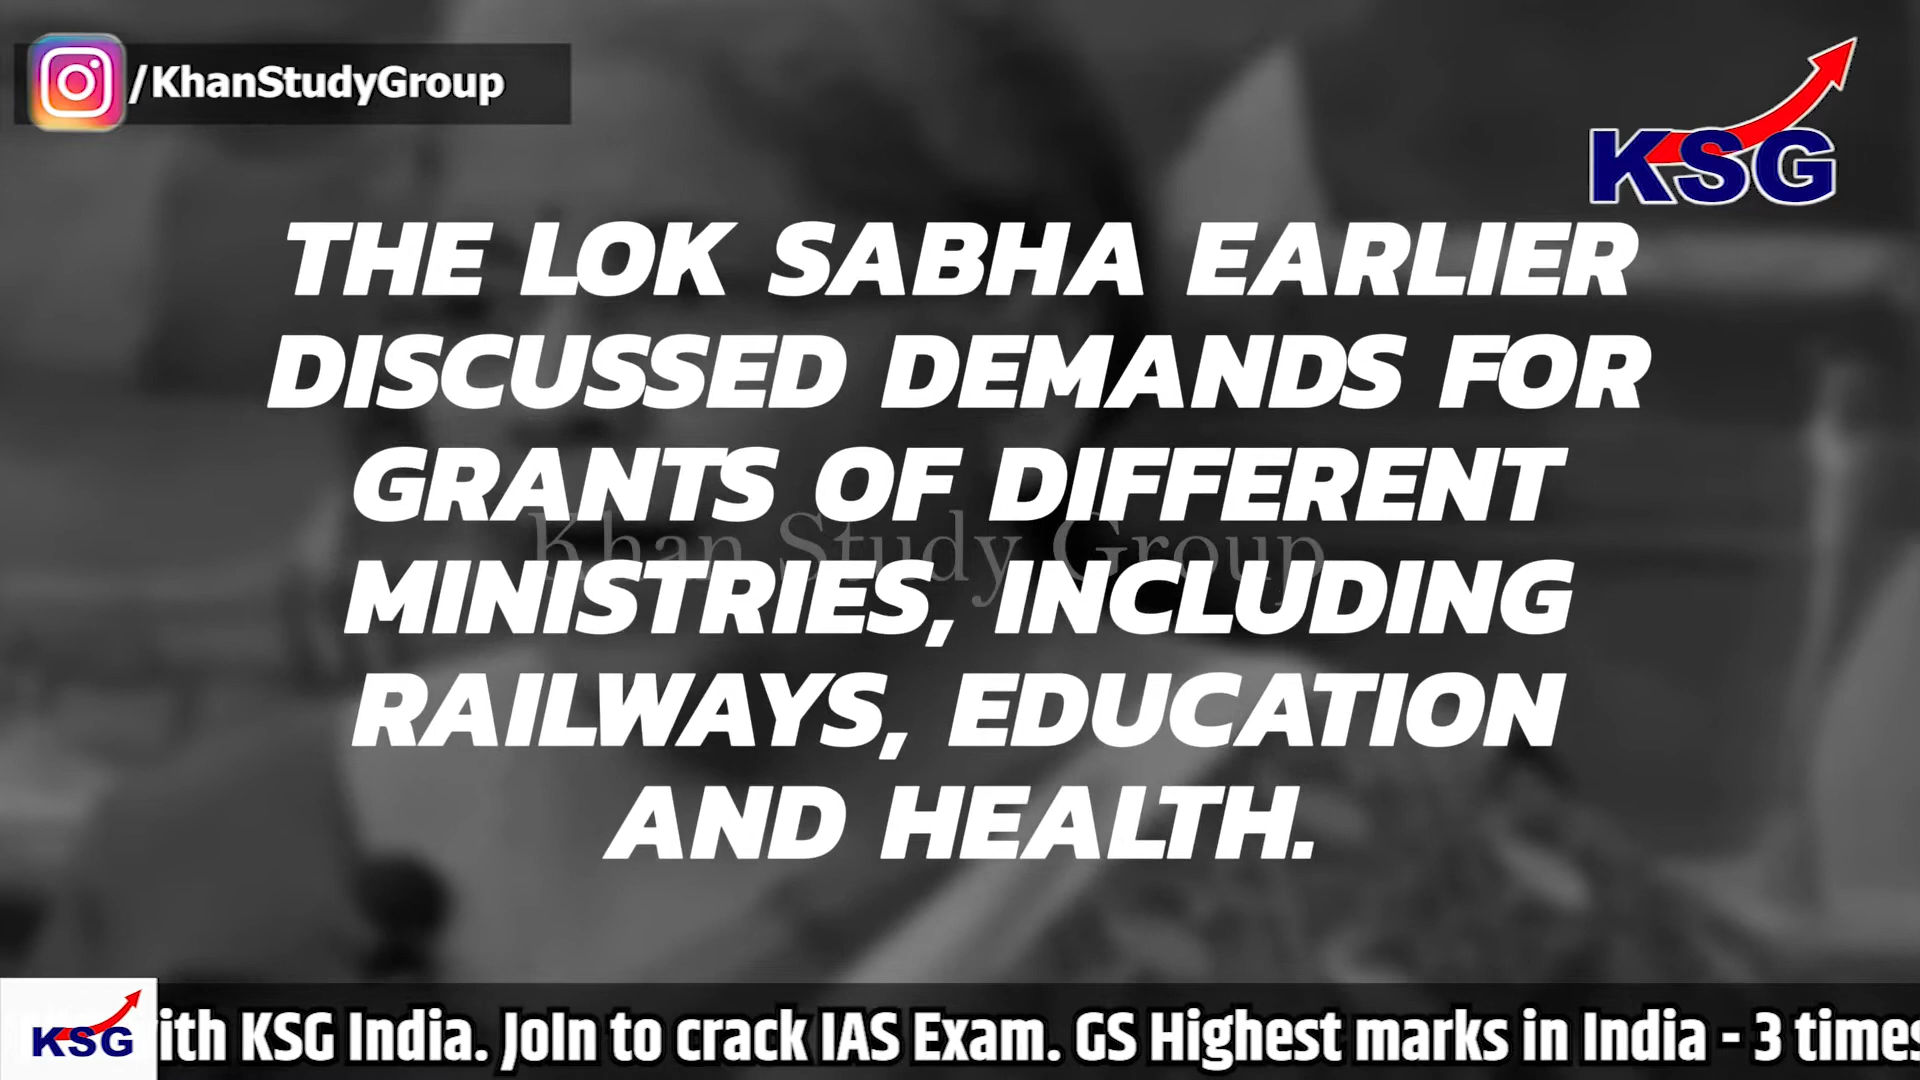 /KhanStudyGroup
KSG
THE LOK SABHA EARLIER
DISCUSSED DEMANDS FOR
GRANTS OF DIFFERENT
Khan Study Group
MINISTRIES, INCLUDING
RAILWAYS, EDUCATION
AND HEALTH.
KSG
ith KSG India. JoIn to crack IAS Exam. GS Highest marks in India - 3 times